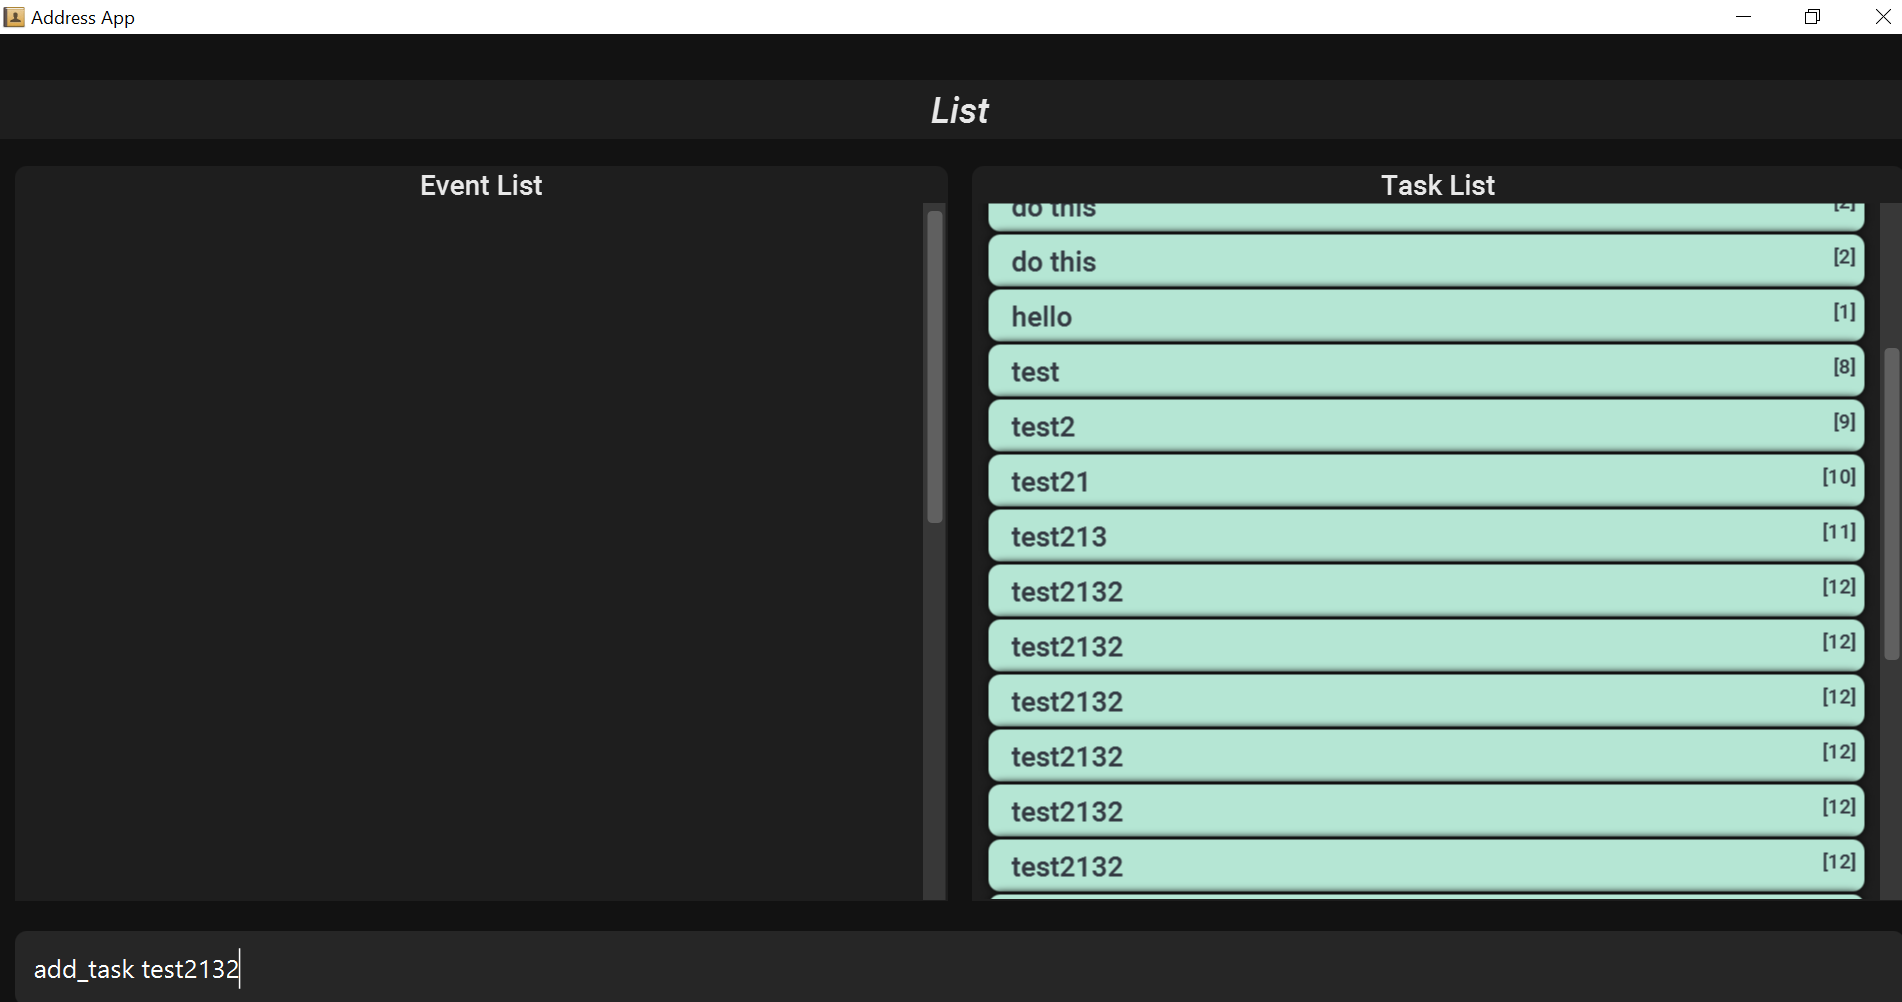 Address App
List
Event List
Task List
do this [2]
do this [2]
hello [1]
test [8]
test2 [9]
test21 [10]
test213 [11]
test2132 [12]
test2132 [12]
test2132 [12]
test2132 [12]
test2132 [12]
test2132 [12]
add_task test2132